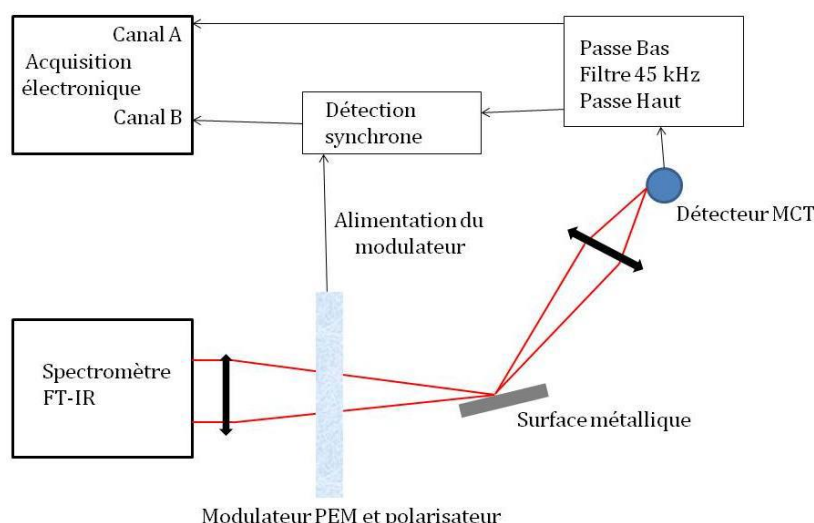 Canal A
Acquisition
électronique
Canal B
Détection
synchrone
Passe Bas
Filtre 45 kHz
Passe Haut
Alimentation du
modulateur
Détecteur MCT
Spectromètre
FT-IR
Surface métallique
Modulateur PEM et polarisateur